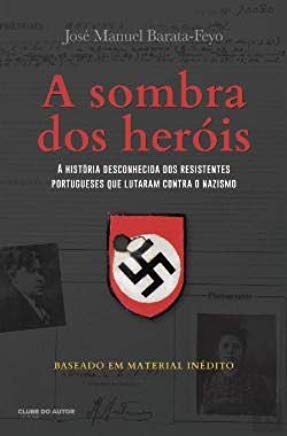 José Manuel Barata-Feyo
A sombra
dos heróis
A HISTÓRIA DESCONHECIDA DOS RESISTENTES
PORTUGUESES QUE LUTARAM CONTRA O NAZISMO
Photographie
BASEADO EM MATERIAL INÉDITO
CLUBE DO AUTOR